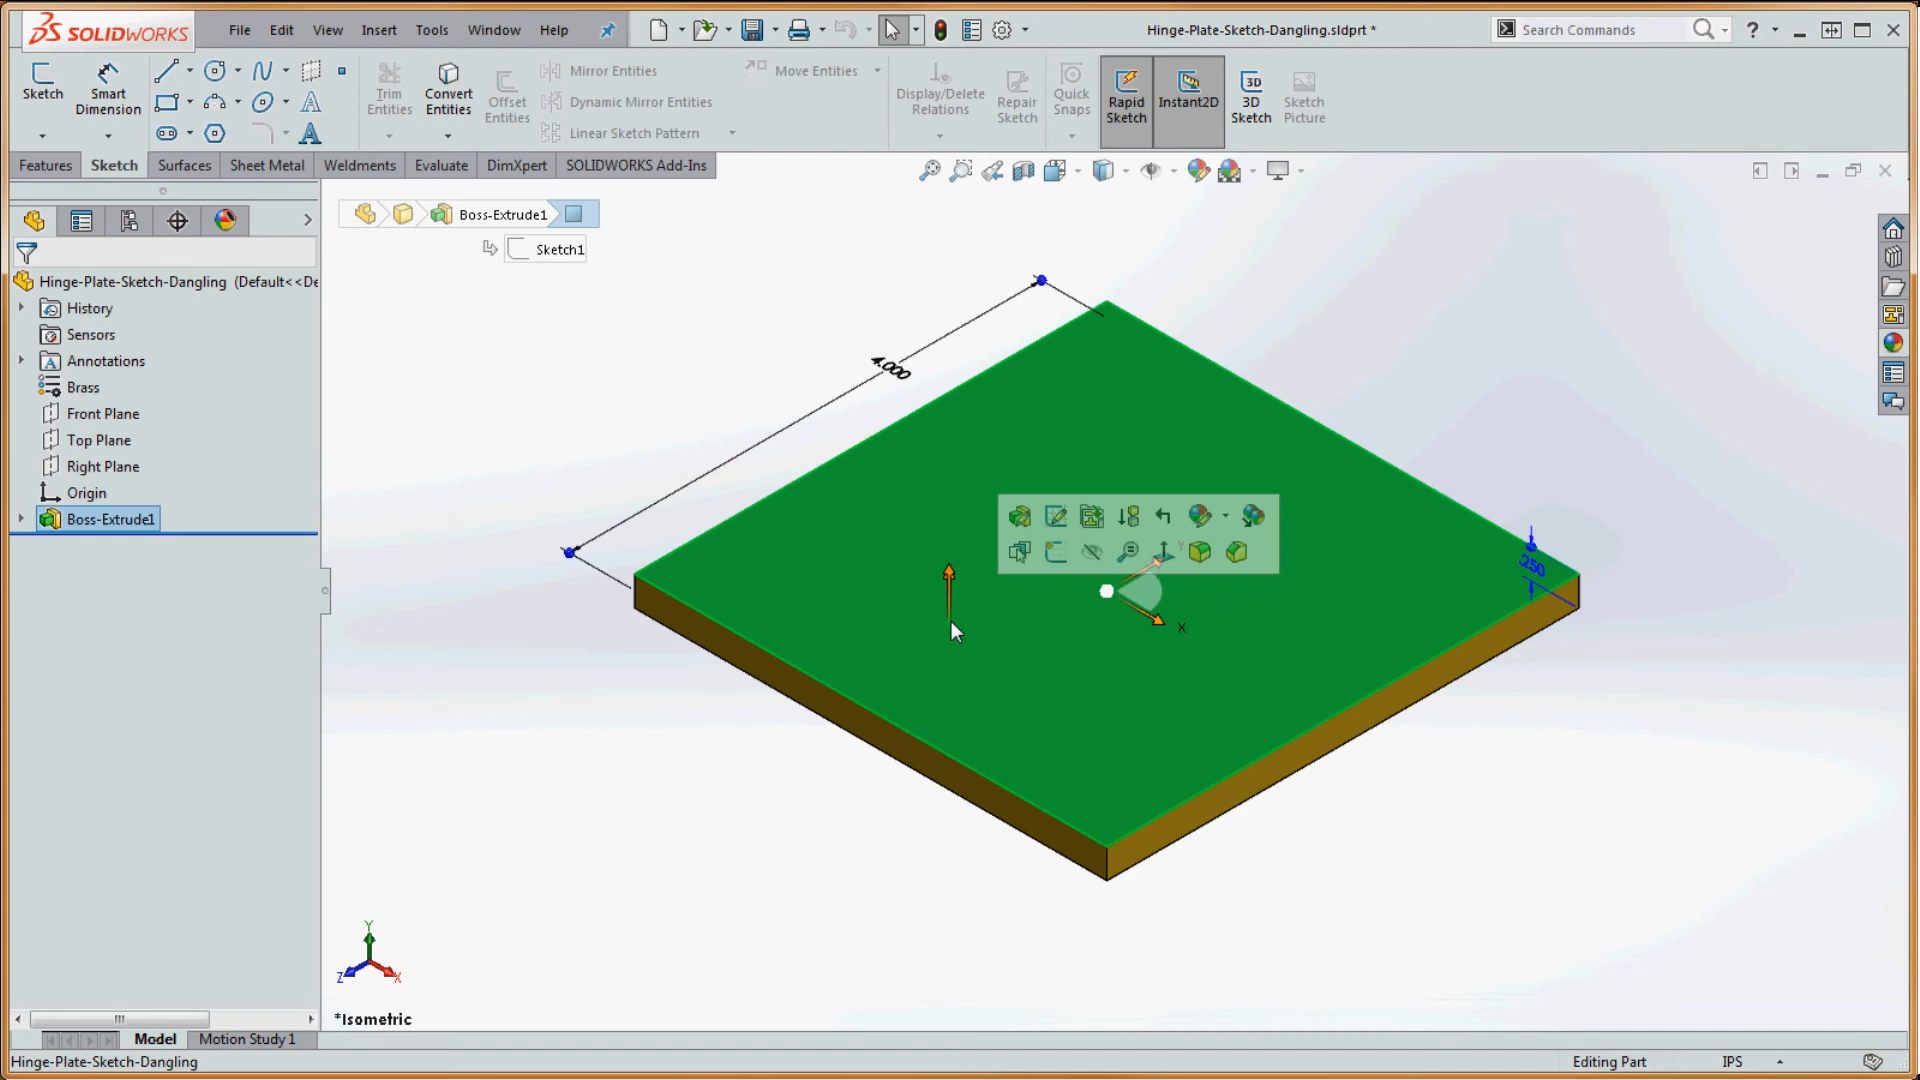 SOLIDWORKS File Edit View Insert Tools Window Help Hinge-Plate-Sketch-Dangling.sldprt * Search Commands ?
Sketch Smart Dimension Trim Entities Convert Entities Offset Entities Mirror Entities Move Entities Display/Delete Relations Repair Sketch Quick Snaps Rapid Sketch Instant2D 3D Sketch Sketch Picture
Dynamic Mirror Entities
Linear Sketch Pattern
Features Sketch Surfaces Sheet Metal Weldments Evaluate DimXpert SOLIDWORKS Add-Ins
Boss-Extrude1
Sketch1
Hinge-Plate-Sketch-Dangling (Default<<De
History
Sensors
Annotations
Brass
Front Plane
Top Plane
Right Plane
Origin
Boss-Extrude1
4.000
.250
Y
X
Y
Z X
*Isometric
Model Motion Study 1
Hinge-Plate-Sketch-Dangling Editing Part IPS